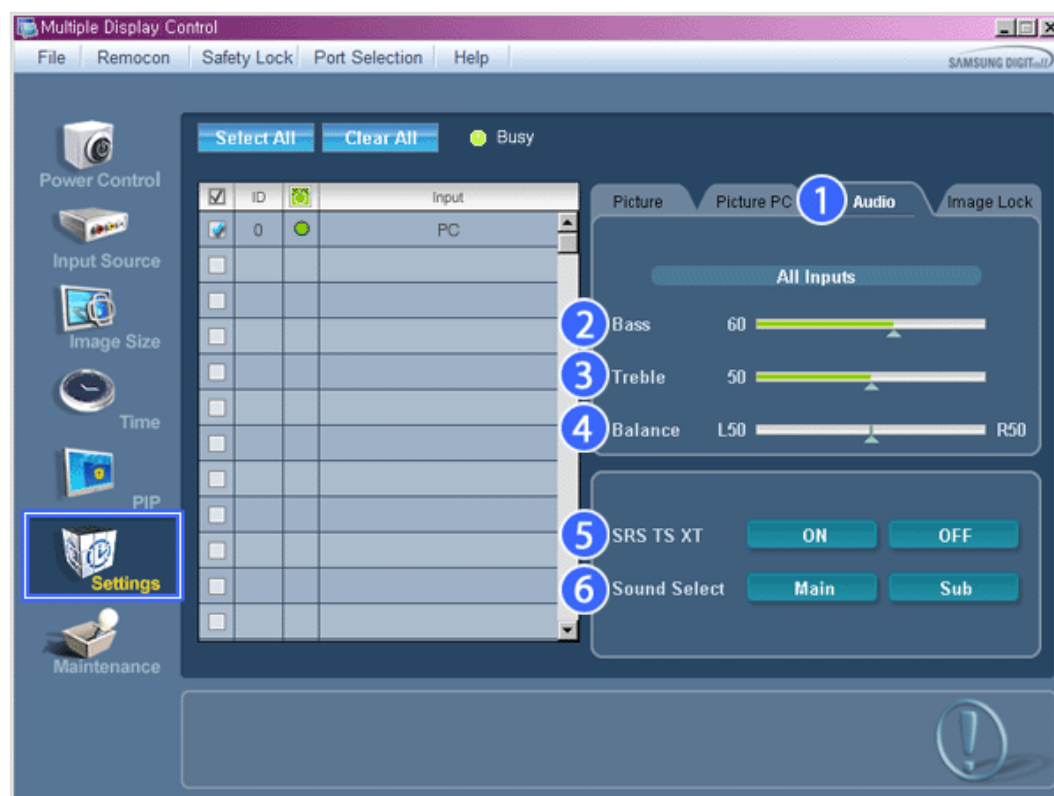 Multiple Display Control
File Remocon Safety Lock Port Selection Help
SAMSUNG DIGITall
Select All Clear All Busy
Power Control
ID Input
0 PC
Input Source
Image Size
Time
PIP
Settings
Maintenance
Picture Picture PC 1 Audio Image Lock
All Inputs
2 Bass 60
3 Treble 50
4 Balance L50 R50
5 SRS TS XT ON OFF
6 Sound Select Main Sub